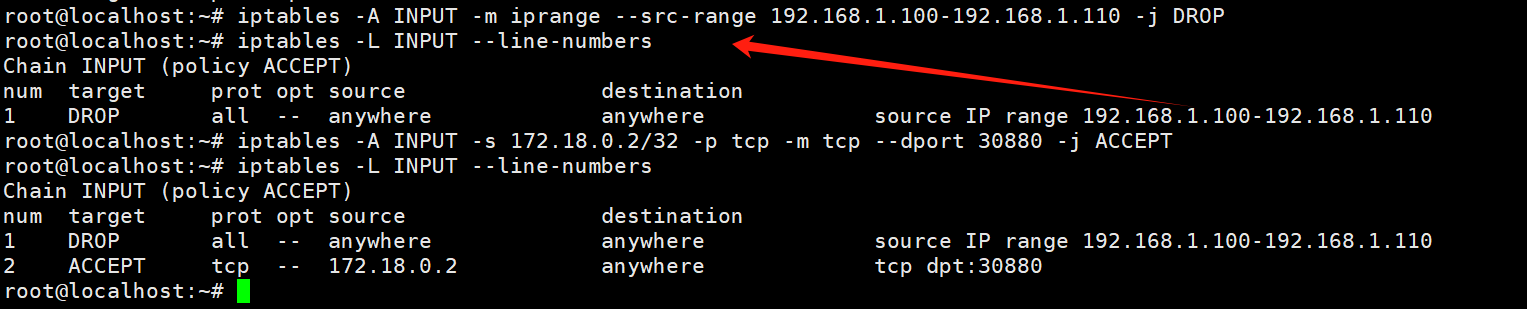 root@localhost:~# iptables -A INPUT -m iprange --src-range 192.168.1.100-192.168.1.110 -j DROP
root@localhost:~# iptables -L INPUT --line-numbers
Chain INPUT (policy ACCEPT)
num  target     prot opt source               destination
1    DROP       all  --  anywhere             anywhere             source IP range 192.168.1.100-192.168.1.110
root@localhost:~# iptables -A INPUT -s 172.18.0.2/32 -p tcp -m tcp --dport 30880 -j ACCEPT
root@localhost:~# iptables -L INPUT --line-numbers
Chain INPUT (policy ACCEPT)
num  target     prot opt source               destination
1    DROP       all  --  anywhere             anywhere             source IP range 192.168.1.100-192.168.1.110
2    ACCEPT     tcp  --  172.18.0.2           anywhere             tcp dpt:30880
root@localhost:~#